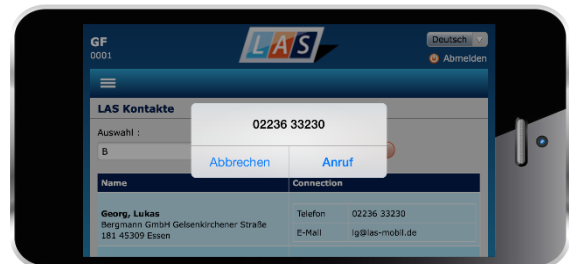 GF
0001
LAS
Deutsch
Abmelden
LAS Kontakte
Auswahl :
B
02236 33230
Abbrechen
Anruf
Name
Connection
Georg, Lukas
Bergmann GmbH Gelsenkirchener Straße
181 45309 Essen
Telefon
02236 33230
E-Mail
lg@las-mobil.de